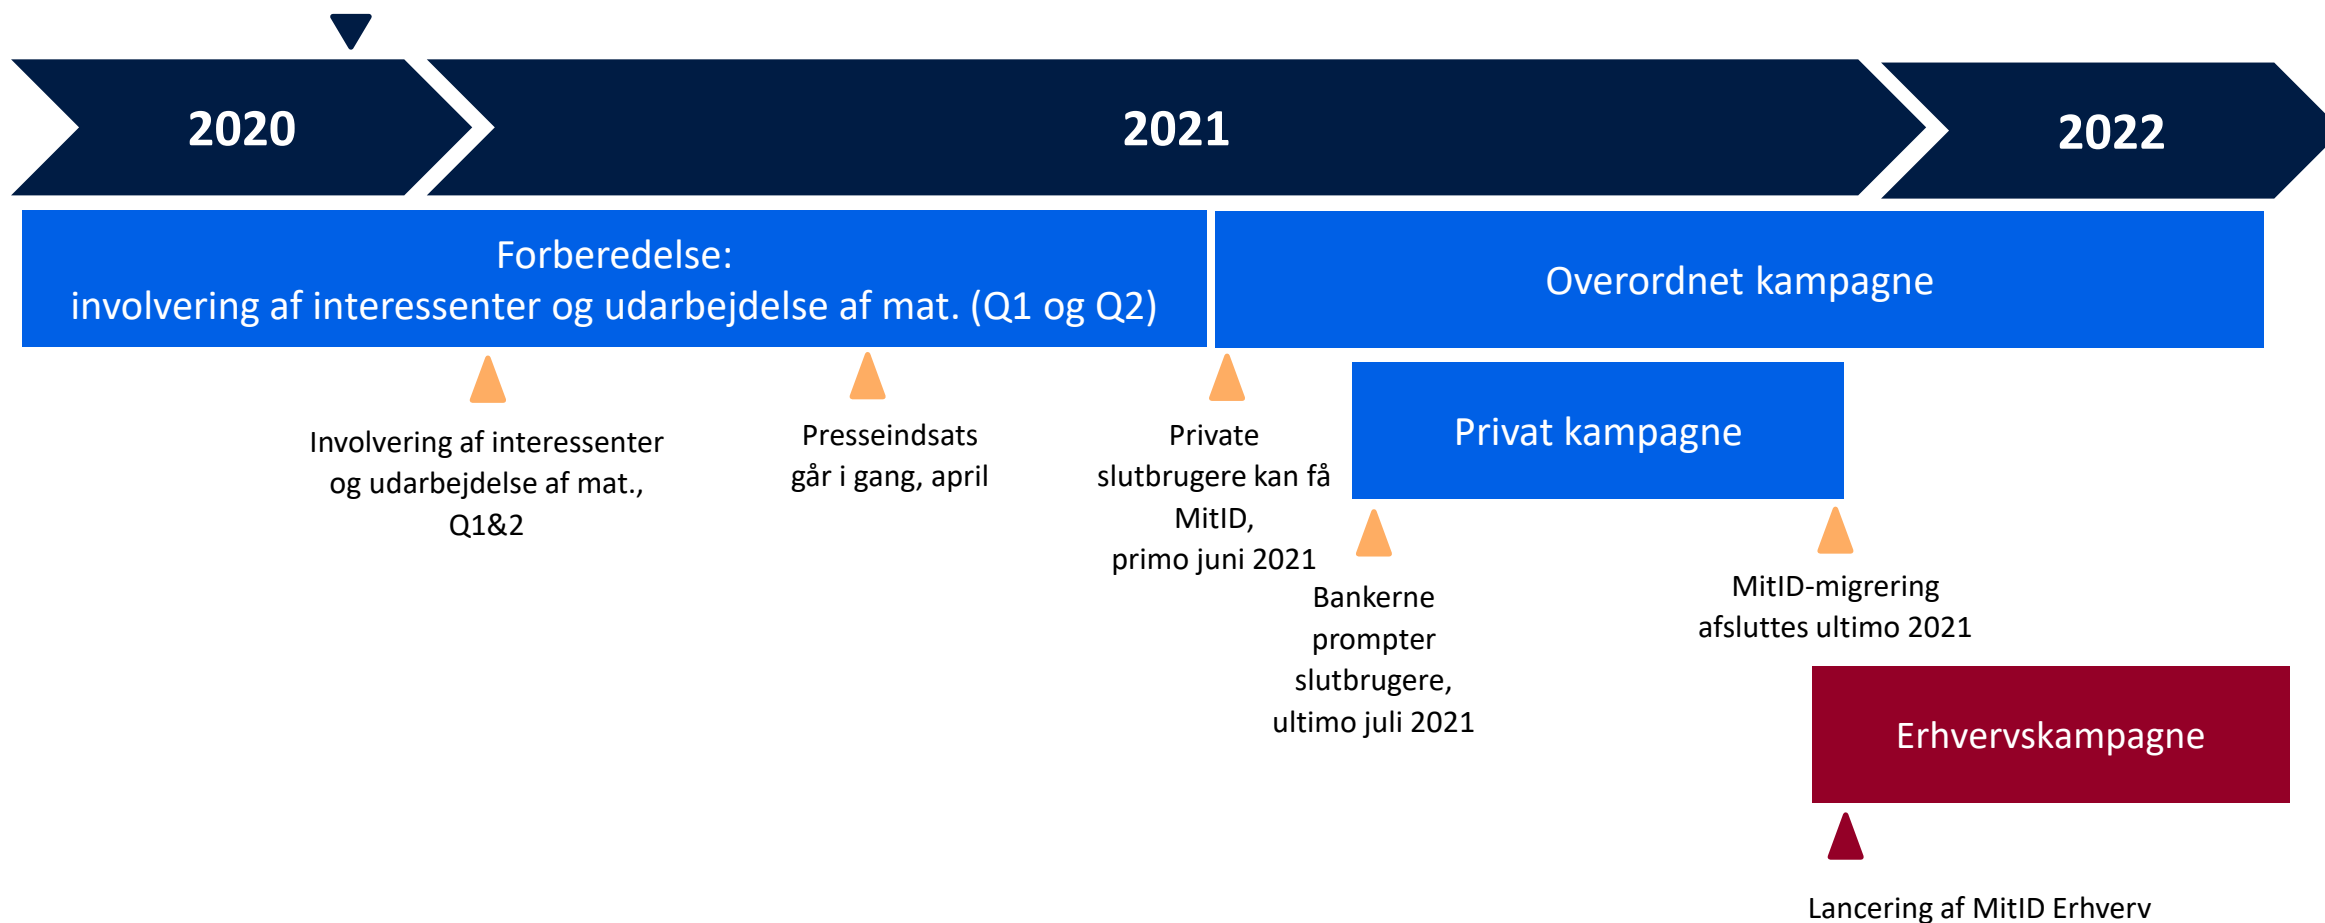 2020
2021
2022
Forberedelse:
involvering af interessenter og udarbejdelse af mat. (Q1 og Q2)
Overordnet kampagne
Privat kampagne
Involvering af interessenter
og udarbejdelse af mat.,
Q1&2
Presseindsats
går i gang, april
Private
slutbrugere kan få
MitID,
primo juni 2021
Bankerne
prompter
slutbrugere,
ultimo juli 2021
MitID-migrering
afsluttes ultimo 2021
Erhvervskampagne
Lancering af MitID Erhverv